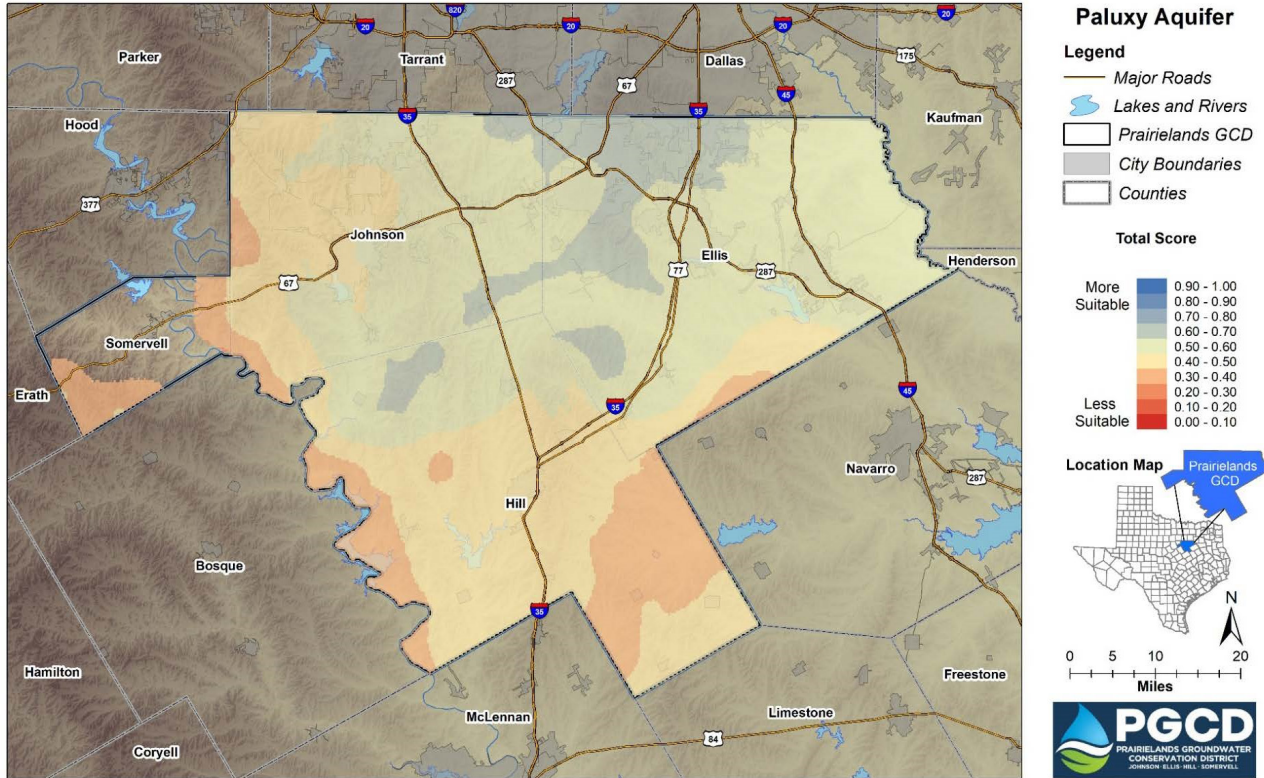 Paluxy Aquifer
Legend
Major Roads
Lakes and Rivers
Prairielands GCD
City Boundaries
Counties
Total Score
More
Suitable
0.90 - 1.00
0.80 - 0.90
0.70 - 0.80
0.60 - 0.70
0.50 - 0.60
0.40 - 0.50
0.30 - 0.40
0.20 - 0.30
0.10 - 0.20
0.00 - 0.10
Less
Suitable
Location Map
Prairielands
GCD
N
0 5 10 20
Miles
PGCD
PRAIRIELANDS GROUNDWATER
CONSERVATION DISTRICT
JOHNSON · ELLIS · HILL · SOMERVELL
820
20
20
20
20
Parker
Tarrant
Dallas
175
287
67
45
35
35
Hood
Kaufman
377
Johnson
Ellis
77
287
Henderson
67
Somervell
Erath
35
45
Navarro
287
Hill
Bosque
35
Hamilton
Freestone
McLennan
Limestone
84
Coryell